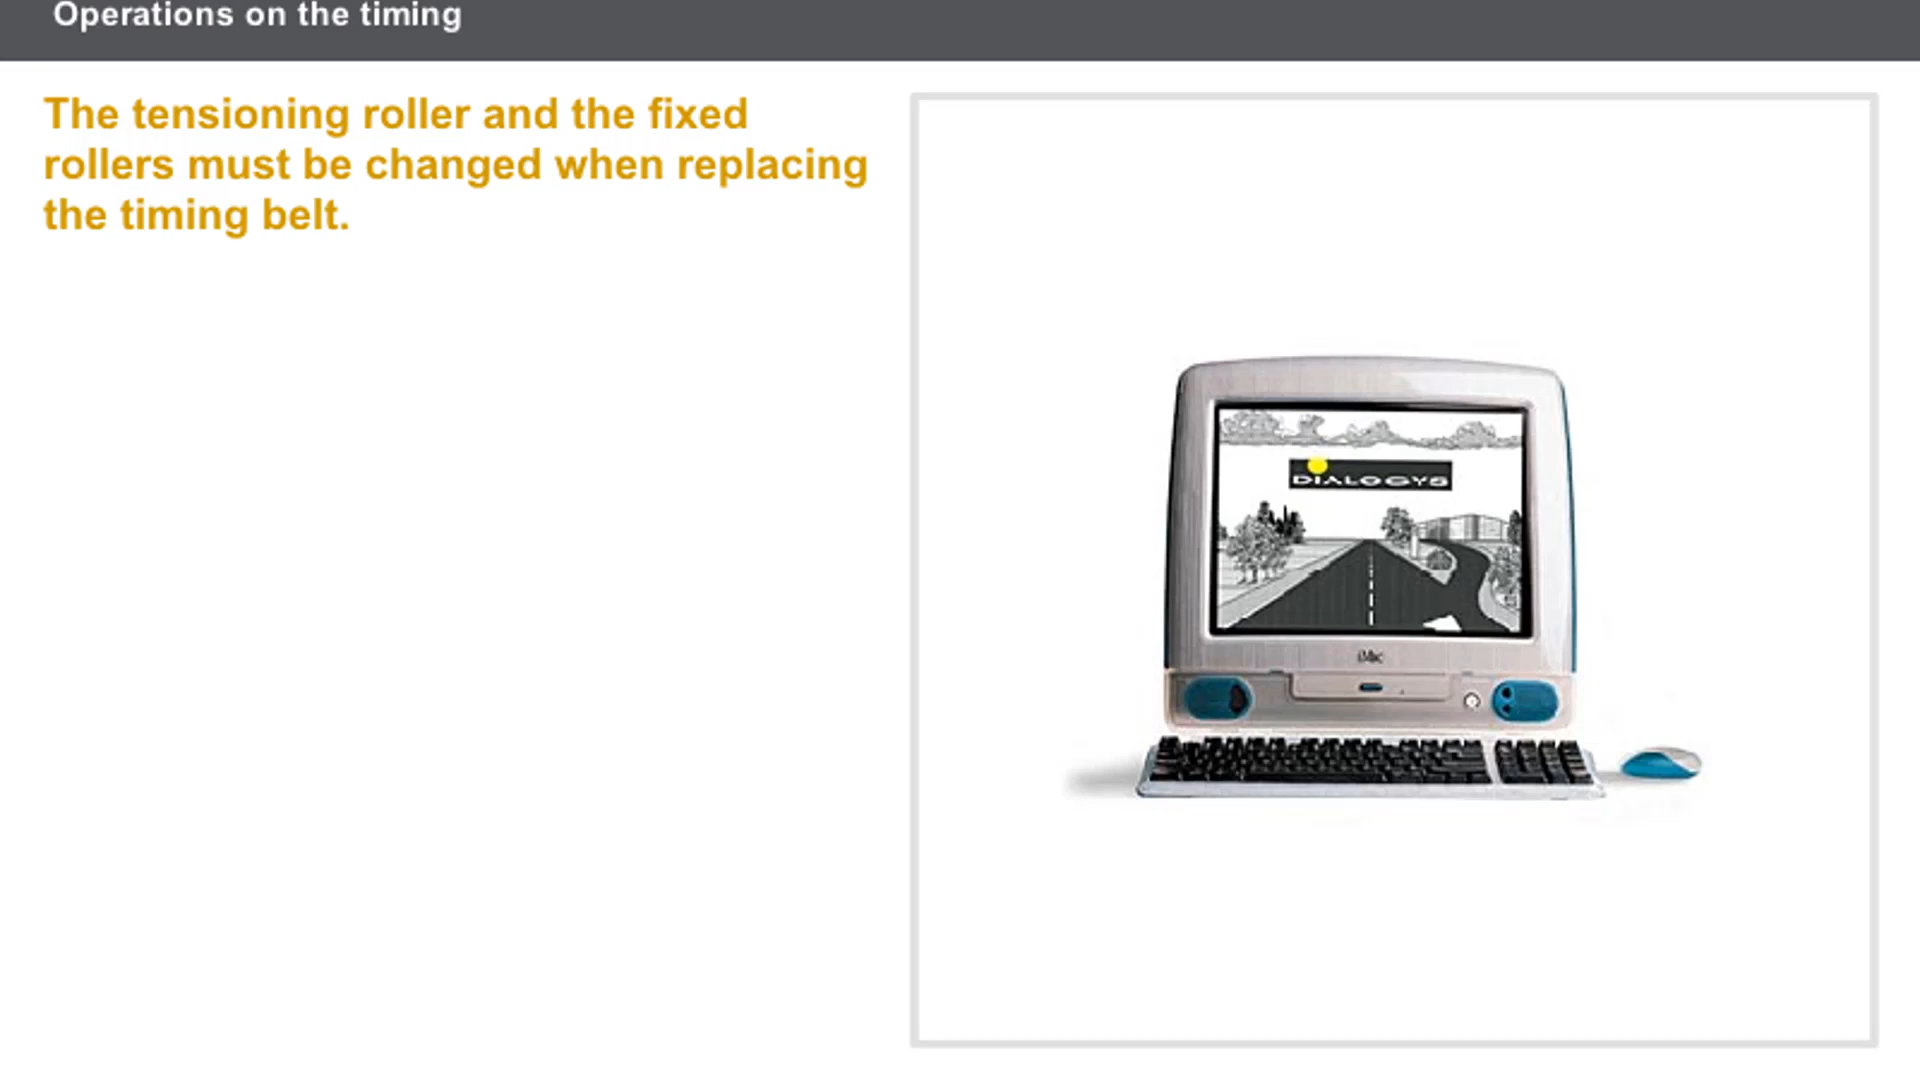 Operations on the timing
The tensioning roller and the fixed
rollers must be changed when replacing
the timing belt.
DIALOGYS
iMac